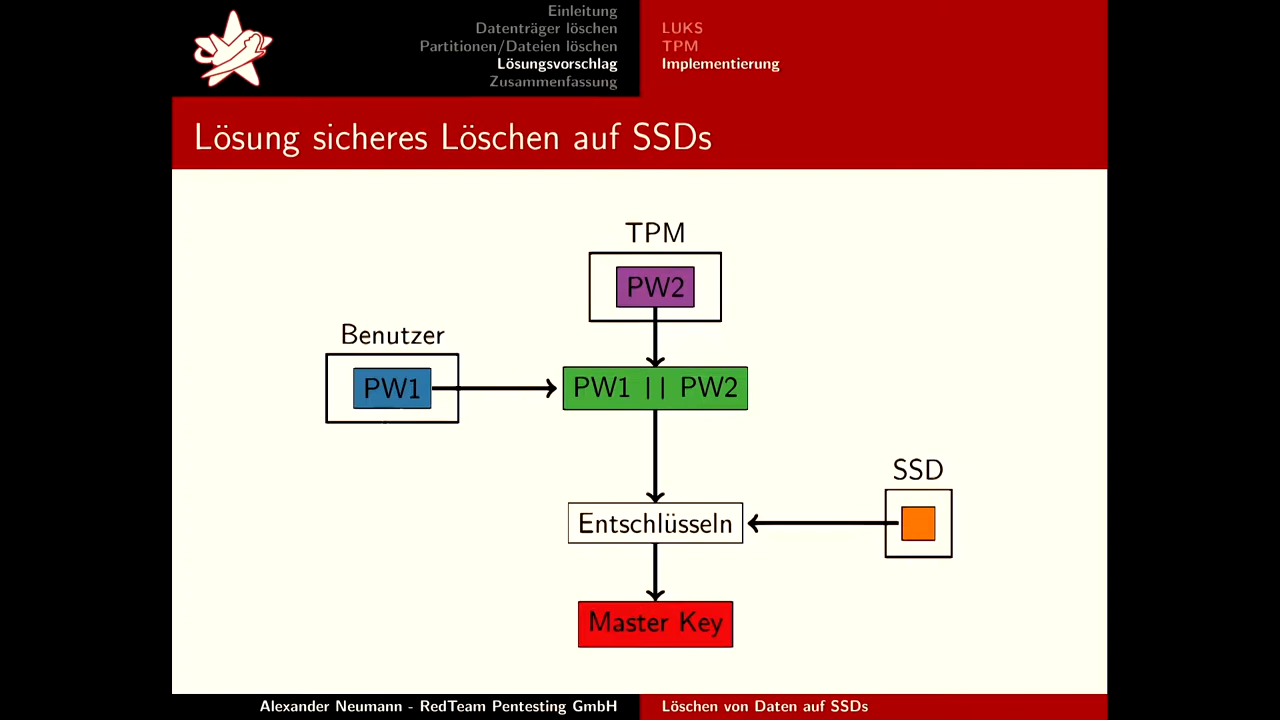 Einleitung
Datenträger löschen
Partitionen/Dateien löschen
Lösungsvorschlag
Zusammenfassung
LUKS
TPM
Implementierung
Lösung sicheres Löschen auf SSDs
TPM
PW2
Benutzer
PW1
PW1 || PW2
SSD
Entschlüsseln
Master Key
Alexander Neumann - RedTeam Pentesting GmbH
Löschen von Daten auf SSDs